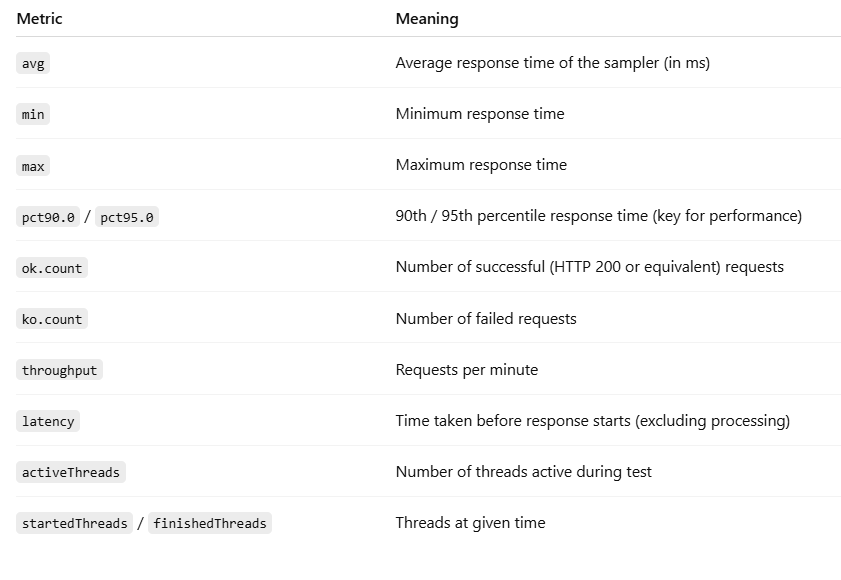 Metric Meaning
avg Average response time of the sampler (in ms)
min Minimum response time
max Maximum response time
pct90.0 / pct95.0 90th / 95th percentile response time (key for performance)
ok.count Number of successful (HTTP 200 or equivalent) requests
ko.count Number of failed requests
throughput Requests per minute
latency Time taken before response starts (excluding processing)
activeThreads Number of threads active during test
startedThreads / finishedThreads Threads at given time